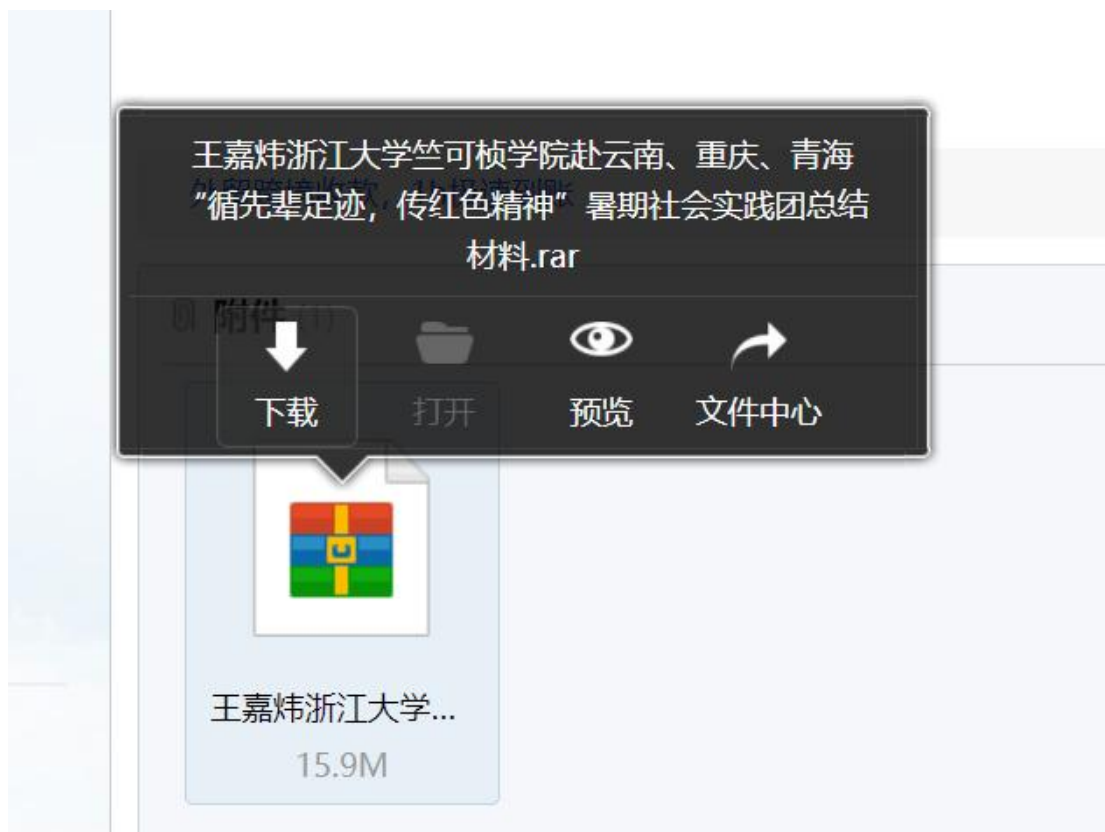 王嘉炜浙江大学竺可桢学院赴云南、重庆、青海
“循先辈足迹，传红色精神”暑期社会实践团总结
材料.rar
附件 (1)
下载
打开
预览
文件中心
王嘉炜浙江大学...
15.9M